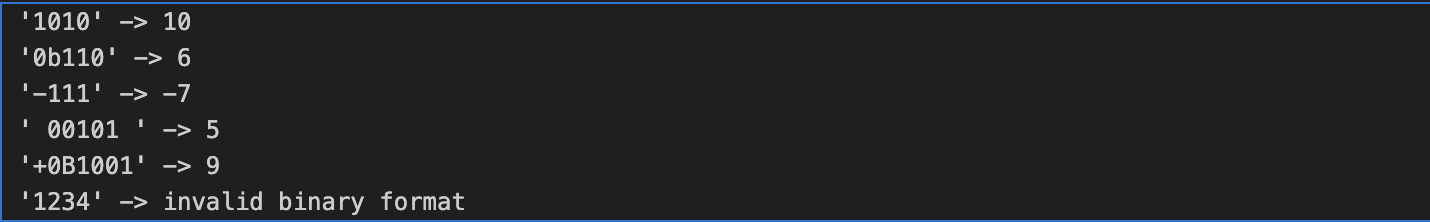 '1010' -> 10
'0b110' -> 6
'-111' -> -7
' 00101 ' -> 5
'+0B1001' -> 9
'1234' -> invalid binary format